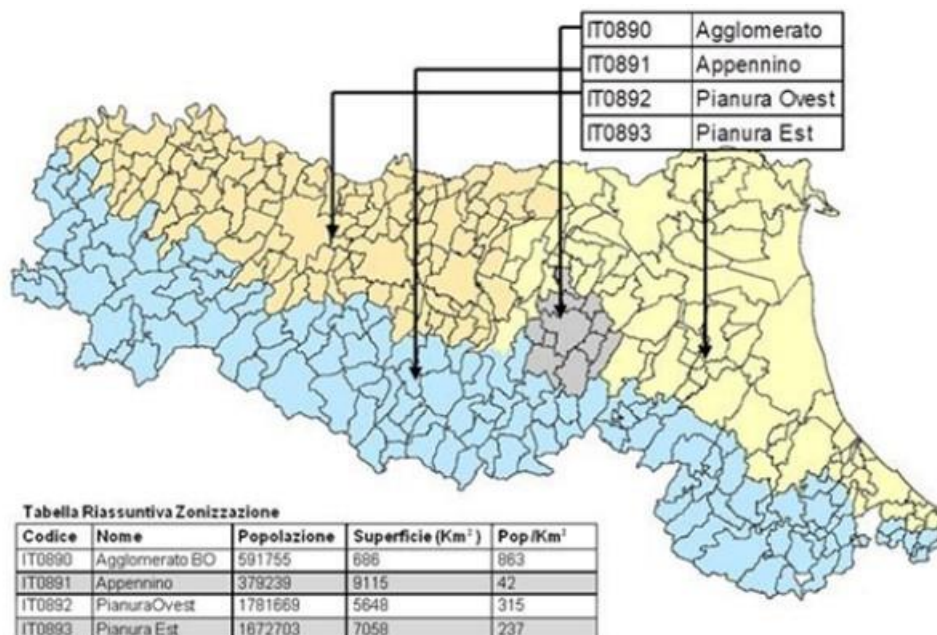 IT0890 Agglomerato
IT0891 Appennino
IT0892 Pianura Ovest
IT0893 Pianura Est
Tabella Riassuntiva Zonizzazione
Codice Nome Popolazione Superficie (Km²) Pop/Km²
IT0890 Agglomerato BO 591755 686 863
IT0891 Appennino 379239 9115 42
IT0892 PianuraOvest 1781669 5648 315
IT0893 Pianura Est 1672703 7058 237